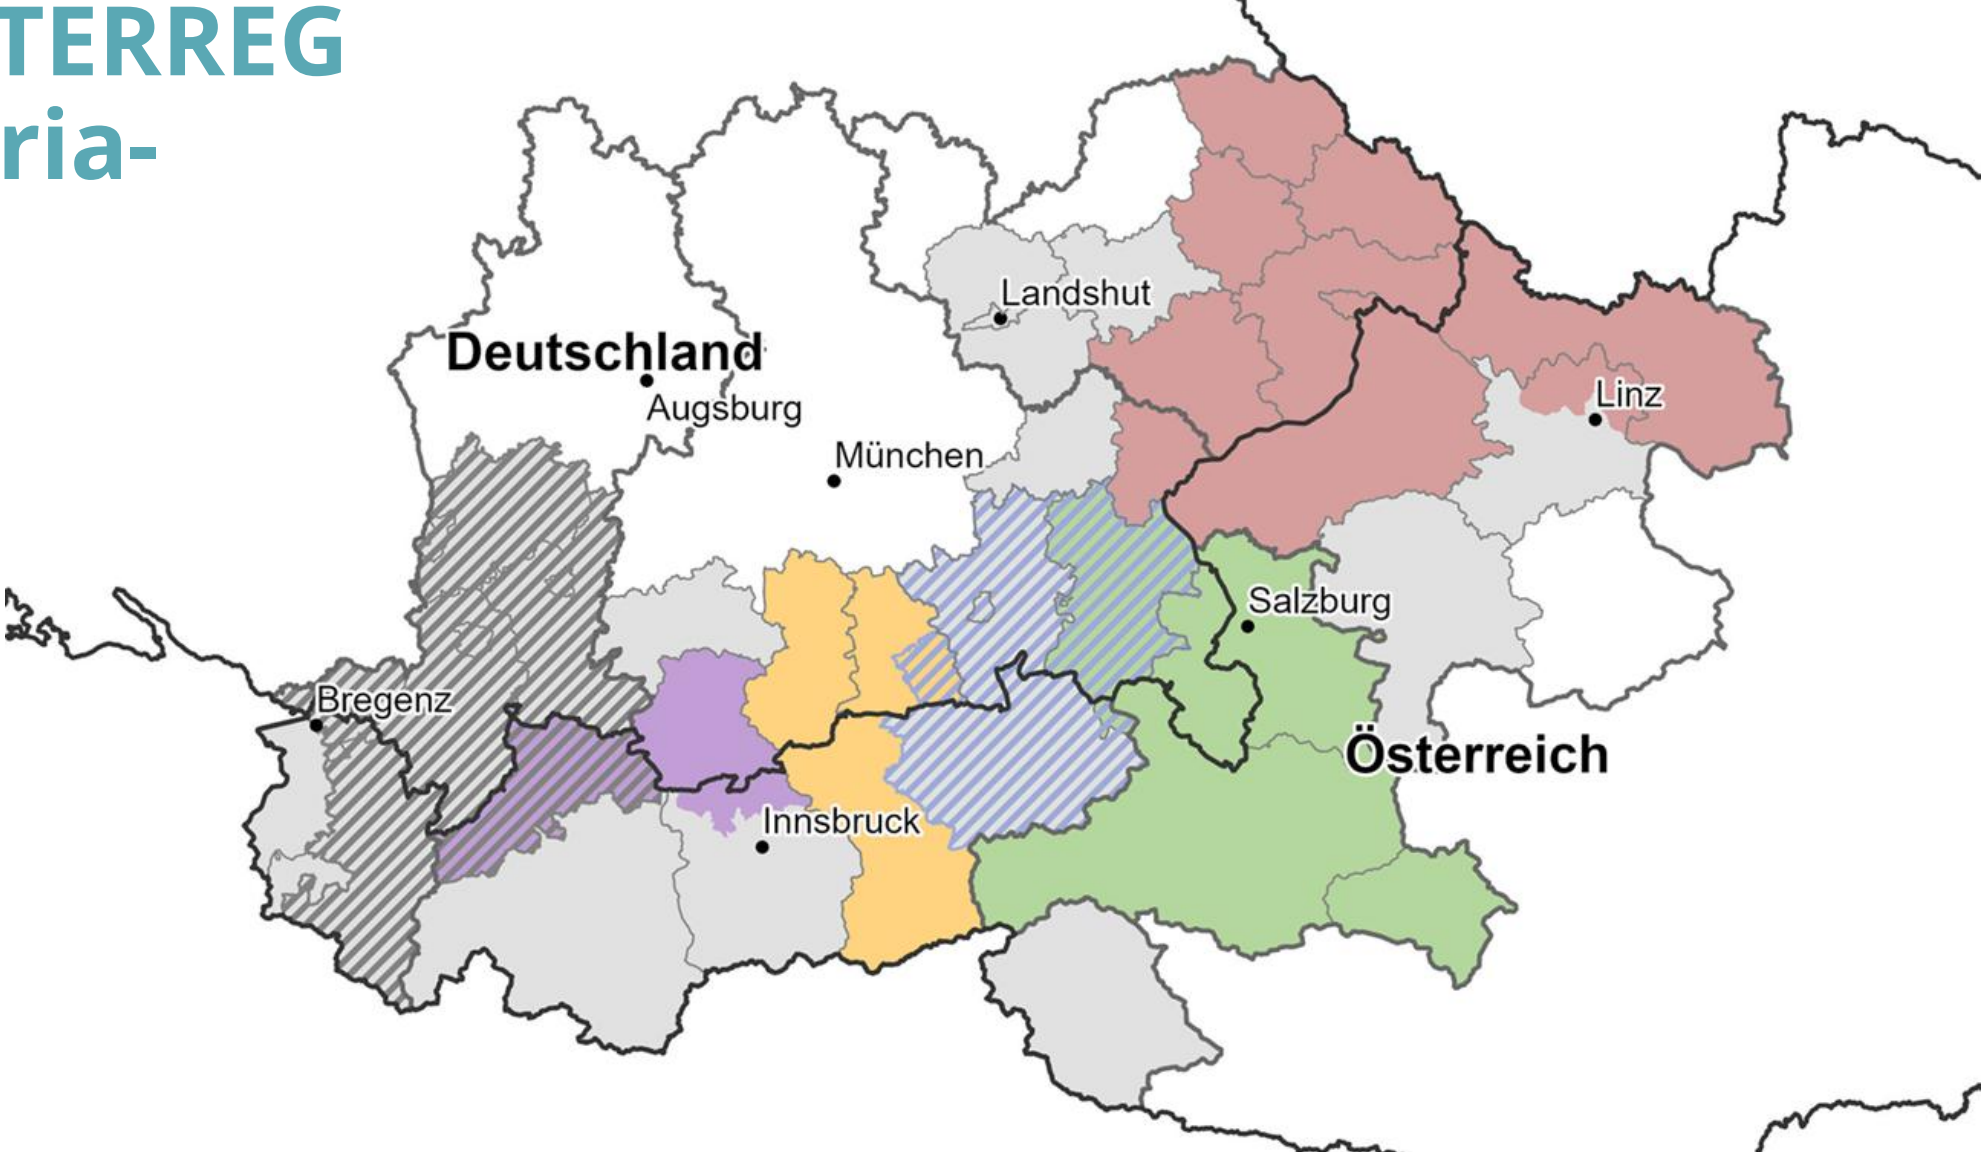 TERREG
ria-
Landshut
Deutschland
Augsburg
Linz
München
Salzburg
Bregenz
Österreich
Innsbruck